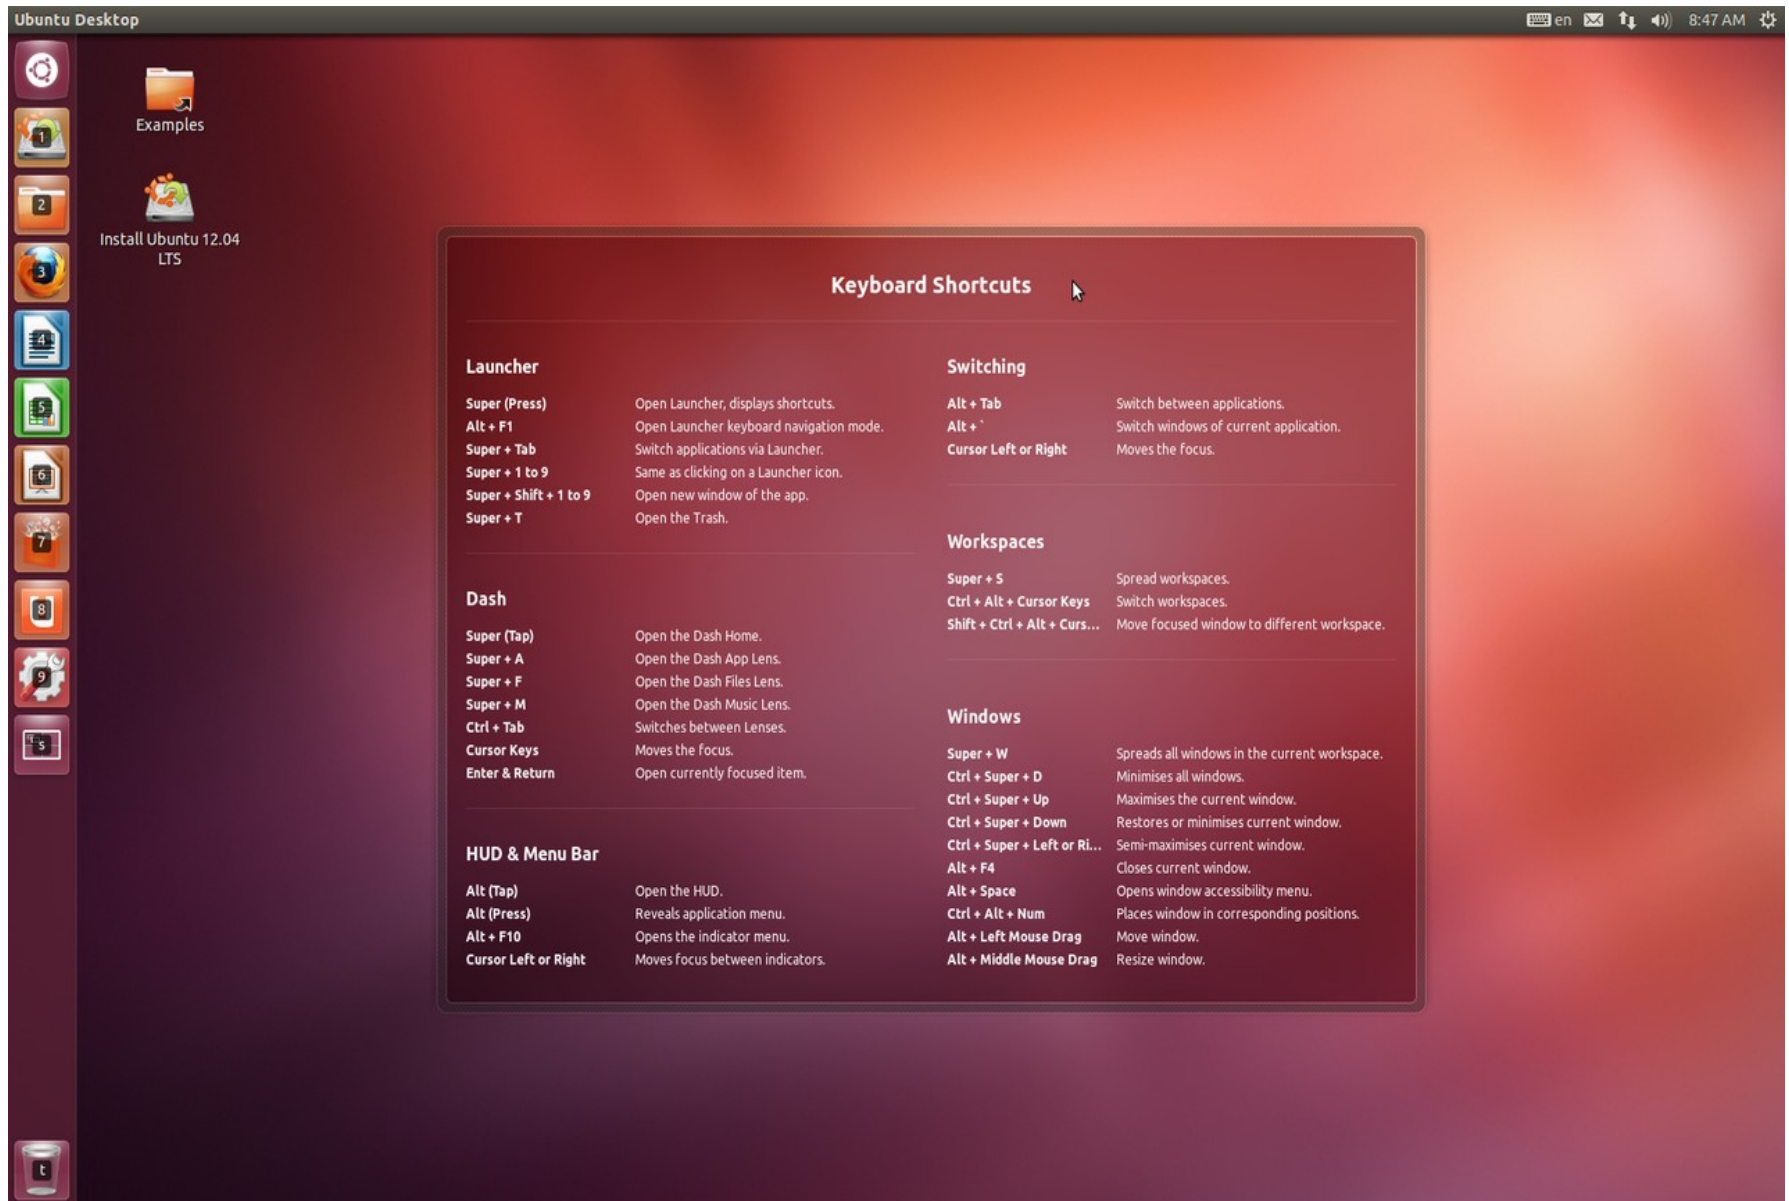 Ubuntu Desktop
en
8:47 AM
1
2
3
4
5
6
7
8
9
s
t
Examples
Install Ubuntu 12.04
LTS
Keyboard Shortcuts
Launcher
Super (Press) Open Launcher, displays shortcuts.
Alt + F1 Open Launcher keyboard navigation mode.
Super + Tab Switch applications via Launcher.
Super + 1 to 9 Same as clicking on a Launcher icon.
Super + Shift + 1 to 9 Open new window of the app.
Super + T Open the Trash.
Dash
Super (Tap) Open the Dash Home.
Super + A Open the Dash App Lens.
Super + F Open the Dash Files Lens.
Super + M Open the Dash Music Lens.
Ctrl + Tab Switches between Lenses.
Cursor Keys Moves the focus.
Enter & Return Open currently focused item.
HUD & Menu Bar
Alt (Tap) Open the HUD.
Alt (Press) Reveals application menu.
Alt + F10 Opens the indicator menu.
Cursor Left or Right Moves focus between indicators.
Switching
Alt + Tab Switch between applications.
Alt + ` Switch windows of current application.
Cursor Left or Right Moves the focus.
Workspaces
Super + S Spread workspaces.
Ctrl + Alt + Cursor Keys Switch workspaces.
Shift + Ctrl + Alt + Curs... Move focused window to different workspace.
Windows
Super + W Spreads all windows in the current workspace.
Ctrl + Super + D Minimises all windows.
Ctrl + Super + Up Maximises the current window.
Ctrl + Super + Down Restores or minimises current window.
Ctrl + Super + Left or Ri... Semi-maximises current window.
Alt + F4 Closes current window.
Alt + Space Opens window accessibility menu.
Ctrl + Alt + Num Places window in corresponding positions.
Alt + Left Mouse Drag Move window.
Alt + Middle Mouse Drag Resize window.